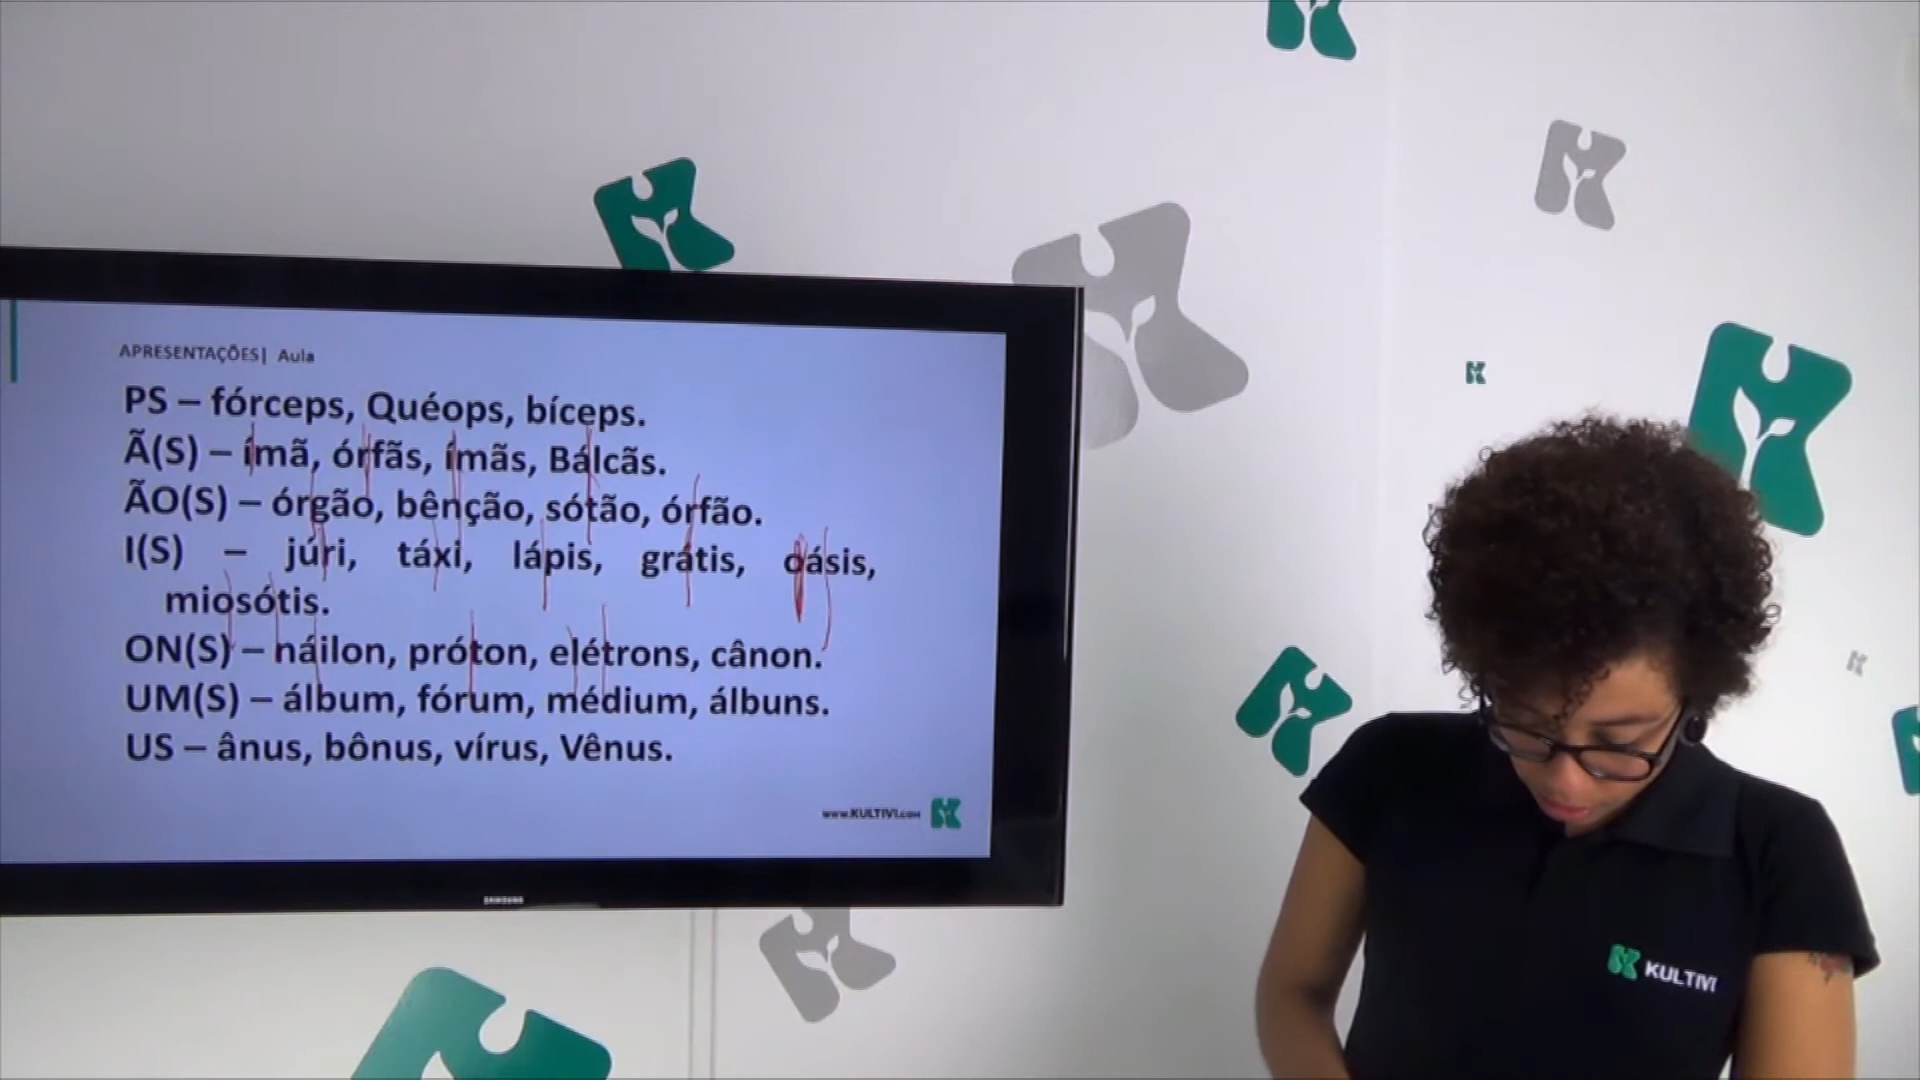 APRESENTAÇÕES| Aula
PS – fórceps, Quéops, bíceps.
Ã(S) – ímã, órfãs, ímãs, Bálcãs.
ÃO(S) – órgão, bênção, sótão, órfão.
I(S) – júri, táxi, lápis, grátis, oásis,
miosótis.
ON(S) – náilon, próton, elétrons, cânon.
UM(S) – álbum, fórum, médium, álbuns.
US – ânus, bônus, vírus, Vênus.
www.KULTIVI.com
SAMSUNG
KULTIVI